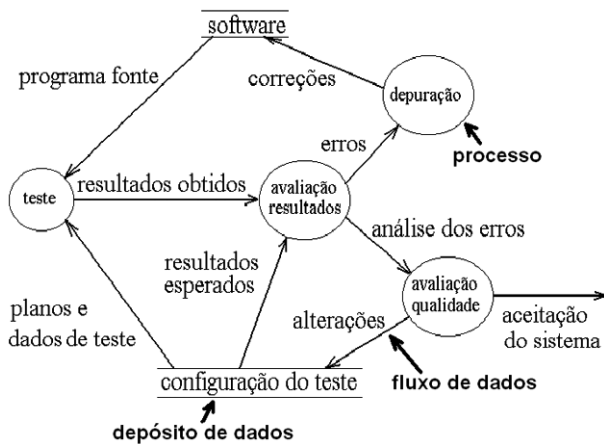 software
programa fonte
correções
depuração
erros
processo
teste
resultados obtidos
avaliação
resultados
análise dos erros
resultados
esperados
avaliação
qualidade
planos e
dados de teste
alterações
aceitação
do sistema
configuração do teste
fluxo de dados
depósito de dados